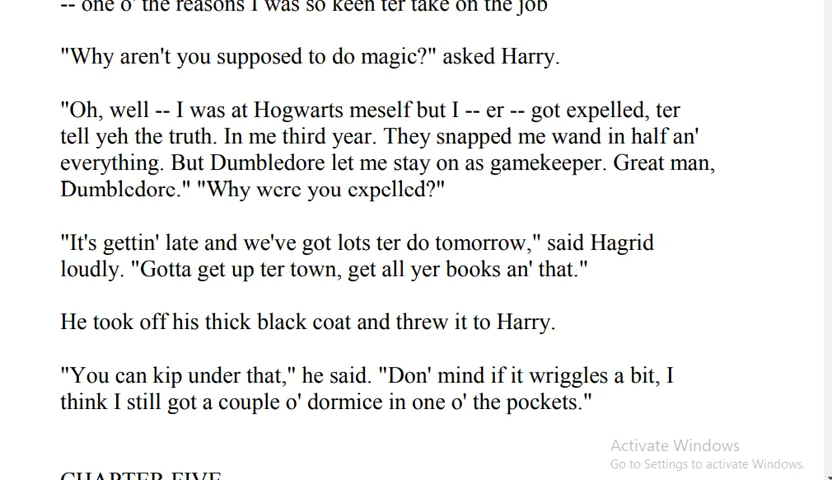 -- one o' the reasons I was so keen ter take on the job
"Why aren't you supposed to do magic?" asked Harry.
"Oh, well -- I was at Hogwarts meself but I -- er -- got expelled, ter
tell yeh the truth. In me third year. They snapped me wand in half an'
everything. But Dumbledore let me stay on as gamekeeper. Great man,
Dumbledore." "Why were you expelled?"
"It's gettin' late and we've got lots ter do tomorrow," said Hagrid
loudly. "Gotta get up ter town, get all yer books an' that."
He took off his thick black coat and threw it to Harry.
"You can kip under that," he said. "Don' mind if it wriggles a bit, I
think I still got a couple o' dormice in one o' the pockets."
Activate Windows
Go to Settings to activate Windows.
CHAPTER FIVE